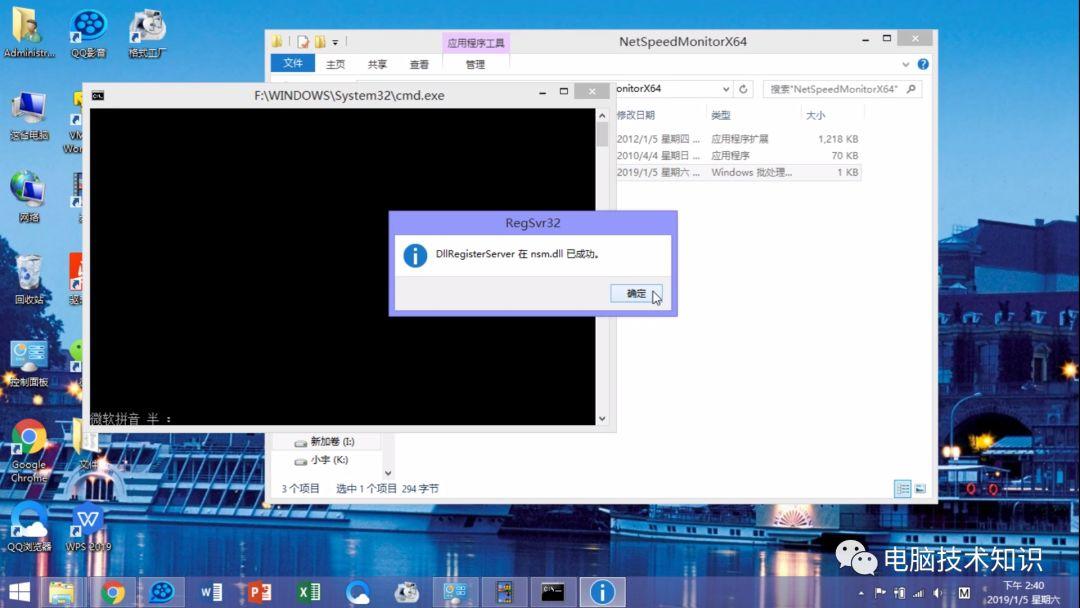 Administr...
QQ影音
格式工厂
这台电脑
网络
回收站
控制面板
Google
Chrome
文件
QQ浏览器
WPS 2019
应用程序工具
NetSpeedMonitorX64
文件
主页
共享
查看
管理
onitorX64
搜索"NetSpeedMonitorX64"
修改日期
类型
大小
2012/1/5 星期四 ...
应用程序扩展
1,218 KB
2010/4/4 星期日 ...
应用程序
70 KB
2019/1/5 星期六 ...
Windows 批处理...
1 KB
F:\WINDOWS\System32\cmd.exe
微软拼音 半 :
RegSvr32
DllRegisterServer 在 nsm.dll 已成功。
确定
新加卷 (I:)
小宇 (K:)
3 个项目
选中 1 个项目 294 字节
电脑技术知识
下午 2:40
2019/1/5 星期六